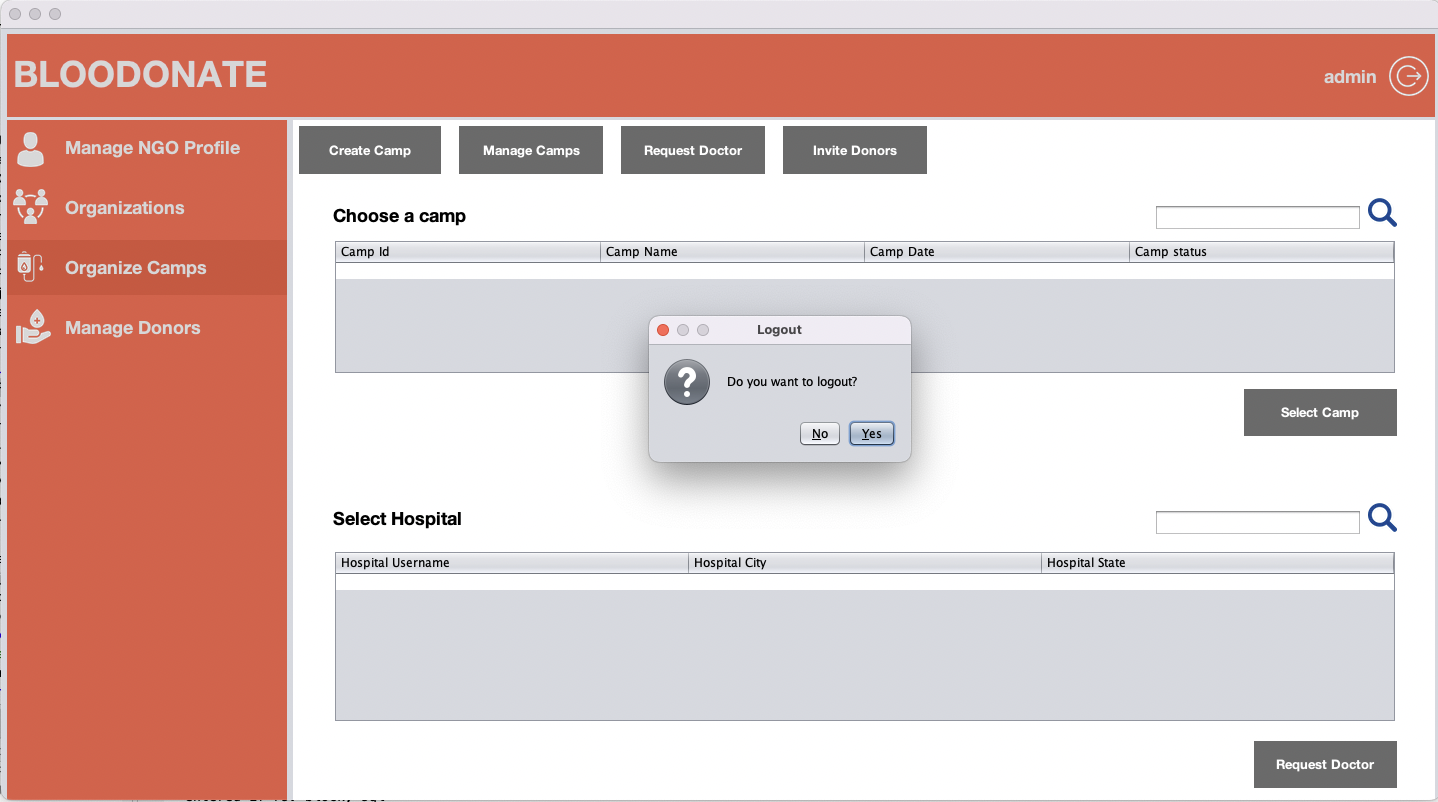 BLOODONATE
admin
Manage NGO Profile
Organizations
Organize Camps
Manage Donors
Create Camp
Manage Camps
Request Doctor
Invite Donors
Choose a camp
Camp Id
Camp Name
Camp Date
Camp status
Logout
?
Do you want to logout?
No
Yes
Select Camp
Select Hospital
Hospital Username
Hospital City
Hospital State
Request Doctor